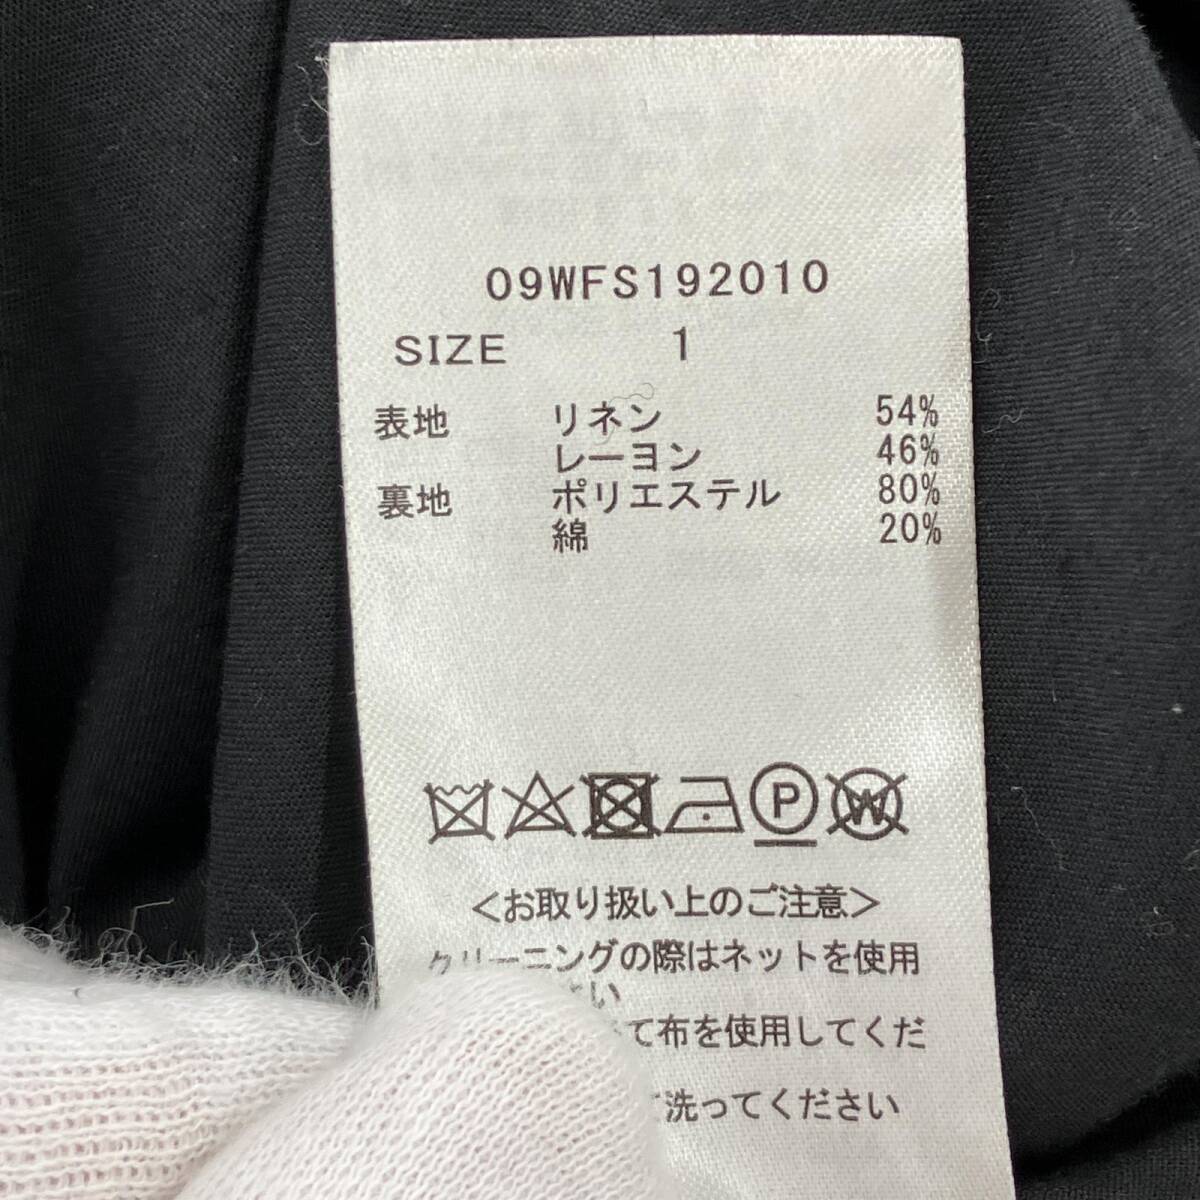 09WFS192010
SIZE 1
表地 リネン 54%
レーヨン 46%
裏地 ポリエステル 80%
綿 20%
P W
<お取り扱い上のご注意>
クリーニングの際はネットを使用
い
て布を使用してくだ
洗ってください